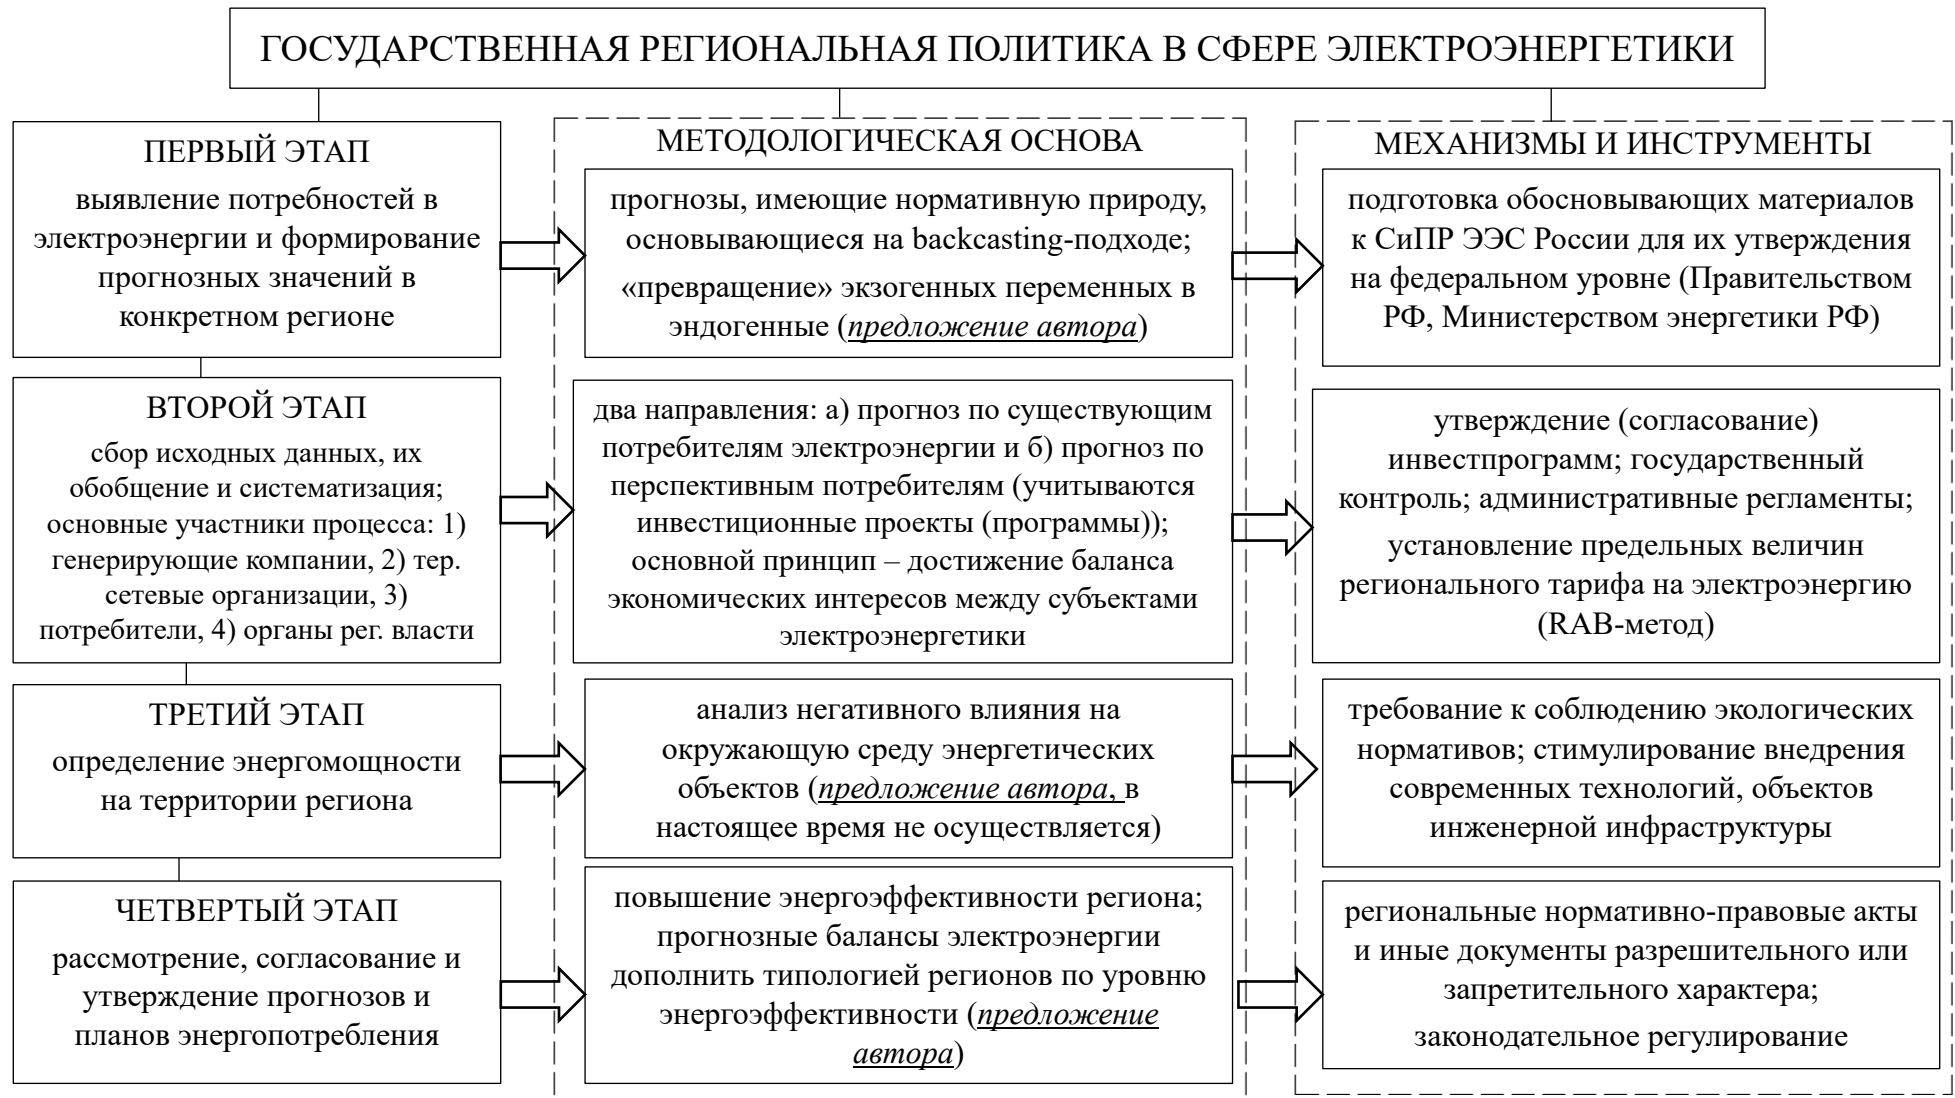 ГОСУДАРСТВЕННАЯ РЕГИОНАЛЬНАЯ ПОЛИТИКА В СФЕРЕ ЭЛЕКТРОЭНЕРГЕТИКИ
ПЕРВЫЙ ЭТАП
выявление потребностей в
электроэнергии и формирование
прогнозных значений в
конкретном регионе
МЕТОДОЛОГИЧЕСКАЯ ОСНОВА
прогнозы, имеющие нормативную природу,
основывающиеся на backcasting-подходе;
«превращение» экзогенных переменных в
эндогенные (предложение автора)
МЕХАНИЗМЫ И ИНСТРУМЕНТЫ
подготовка обосновывающих материалов
к СиПР ЭЭС России для их утверждения
на федеральном уровне (Правительством
РФ, Министерством энергетики РФ)
ВТОРОЙ ЭТАП
сбор исходных данных, их
обобщение и систематизация;
основные участники процесса: 1)
генерирующие компании, 2) тер.
сетевые организации, 3)
потребители, 4) органы рег. власти
два направления: а) прогноз по существующим
потребителям электроэнергии и б) прогноз по
перспективным потребителям (учитываются
инвестиционные проекты (программы));
основной принцип – достижение баланса
экономических интересов между субъектами
электроэнергетики
утверждение (согласование)
инвестпрограмм; государственный
контроль; административные регламенты;
установление предельных величин
регионального тарифа на электроэнергию
(RAB-метод)
ТРЕТИЙ ЭТАП
определение энергомощности
на территории региона
анализ негативного влияния на
окружающую среду энергетических
объектов (предложение автора, в
настоящее время не осуществляется)
требование к соблюдению экологических
нормативов; стимулирование внедрения
современных технологий, объектов
инженерной инфраструктуры
ЧЕТВЕРТЫЙ ЭТАП
рассмотрение, согласование и
утверждение прогнозов и
планов энергопотребления
повышение энергоэффективности региона;
прогнозные балансы электроэнергии
дополнить типологией регионов по уровню
энергоэффективности (предложение
автора)
региональные нормативно-правовые акты
и иные документы разрешительного или
запретительного характера;
законодательное регулирование